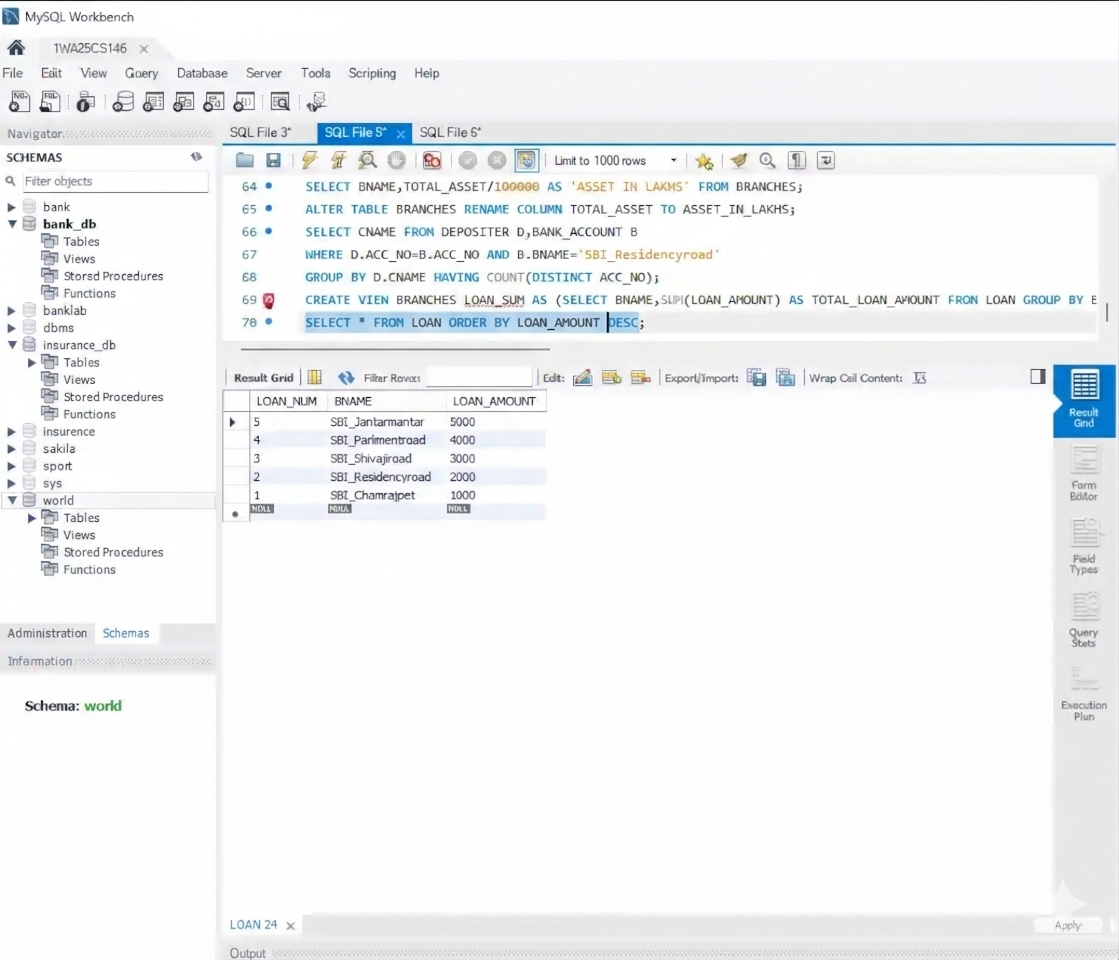 MySQL Workbench
1WA25CS146
File Edit View Query Database Server Tools Scripting Help
Navigator
SCHEMAS
Filter objects
bank
bank_db
Tables
Views
Stored Procedures
Functions
banklab
dbms
insurance_db
Tables
Views
Stored Procedures
Functions
insurence
sakila
sport
sys
world
Tables
Views
Stored Procedures
Functions
Administration Schemas
Information
Schema: world
SQL File 3* SQL File 5* SQL File 6*
Limit to 1000 rows
64 SELECT BNAME,TOTAL_ASSET/100000 AS 'ASSET IN LAKMS' FROM BRANCHES;
65 ALTER TABLE BRANCHES RENAME COLUMN TOTAL_ASSET TO ASSET_IN_LAKHS;
66 SELECT CNAME FROM DEPOSITER D,BANK_ACCOUNT B
67 WHERE D.ACC_NO=B.ACC_NO AND B.BNAME='SBI_Residencyroad'
68 GROUP BY D.CNAME HAVING COUNT(DISTINCT ACC_NO);
69 CREATE VIEN BRANCHES LOAN_SUM AS (SELECT BNAME,SUM(LOAN_AMOUNT) AS TOTAL_LOAN_AMOUNT FROM LOAN GROUP BY B
70 SELECT * FROM LOAN ORDER BY LOAN_AMOUNT DESC;
Result Grid Filter Rows: Edit: Export/Import: Wrap Cell Content:
LOAN_NUM BNAME LOAN_AMOUNT
5 SBI_Jantarmantar 5000
4 SBI_Parlmentroad 4000
3 SBI_Shivajiroad 3000
2 SBI_Residencyroad 2000
1 SBI_Chamrajpet 1000
NULL NULL NULL
Result Grid
Form Editor
Field Types
Query Stats
Execution Plun
LOAN 24
Apply
Output